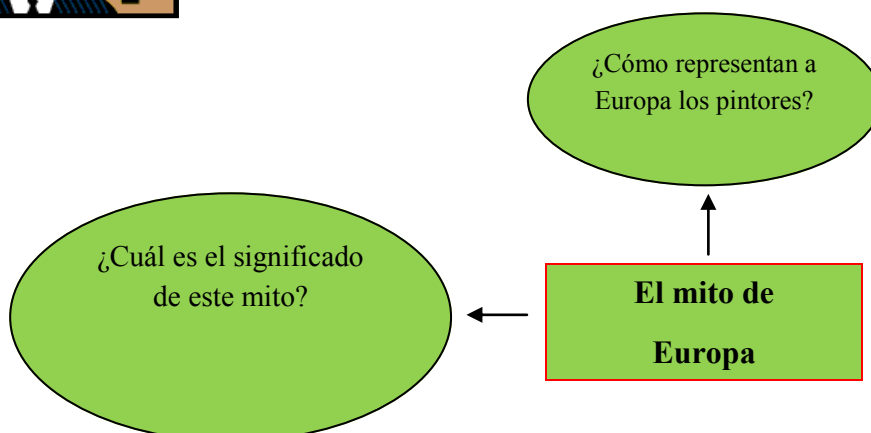 ¿Cómo representan a
Europa los pintores?
¿Cuál es el significado
de este mito?
El mito de
Europa